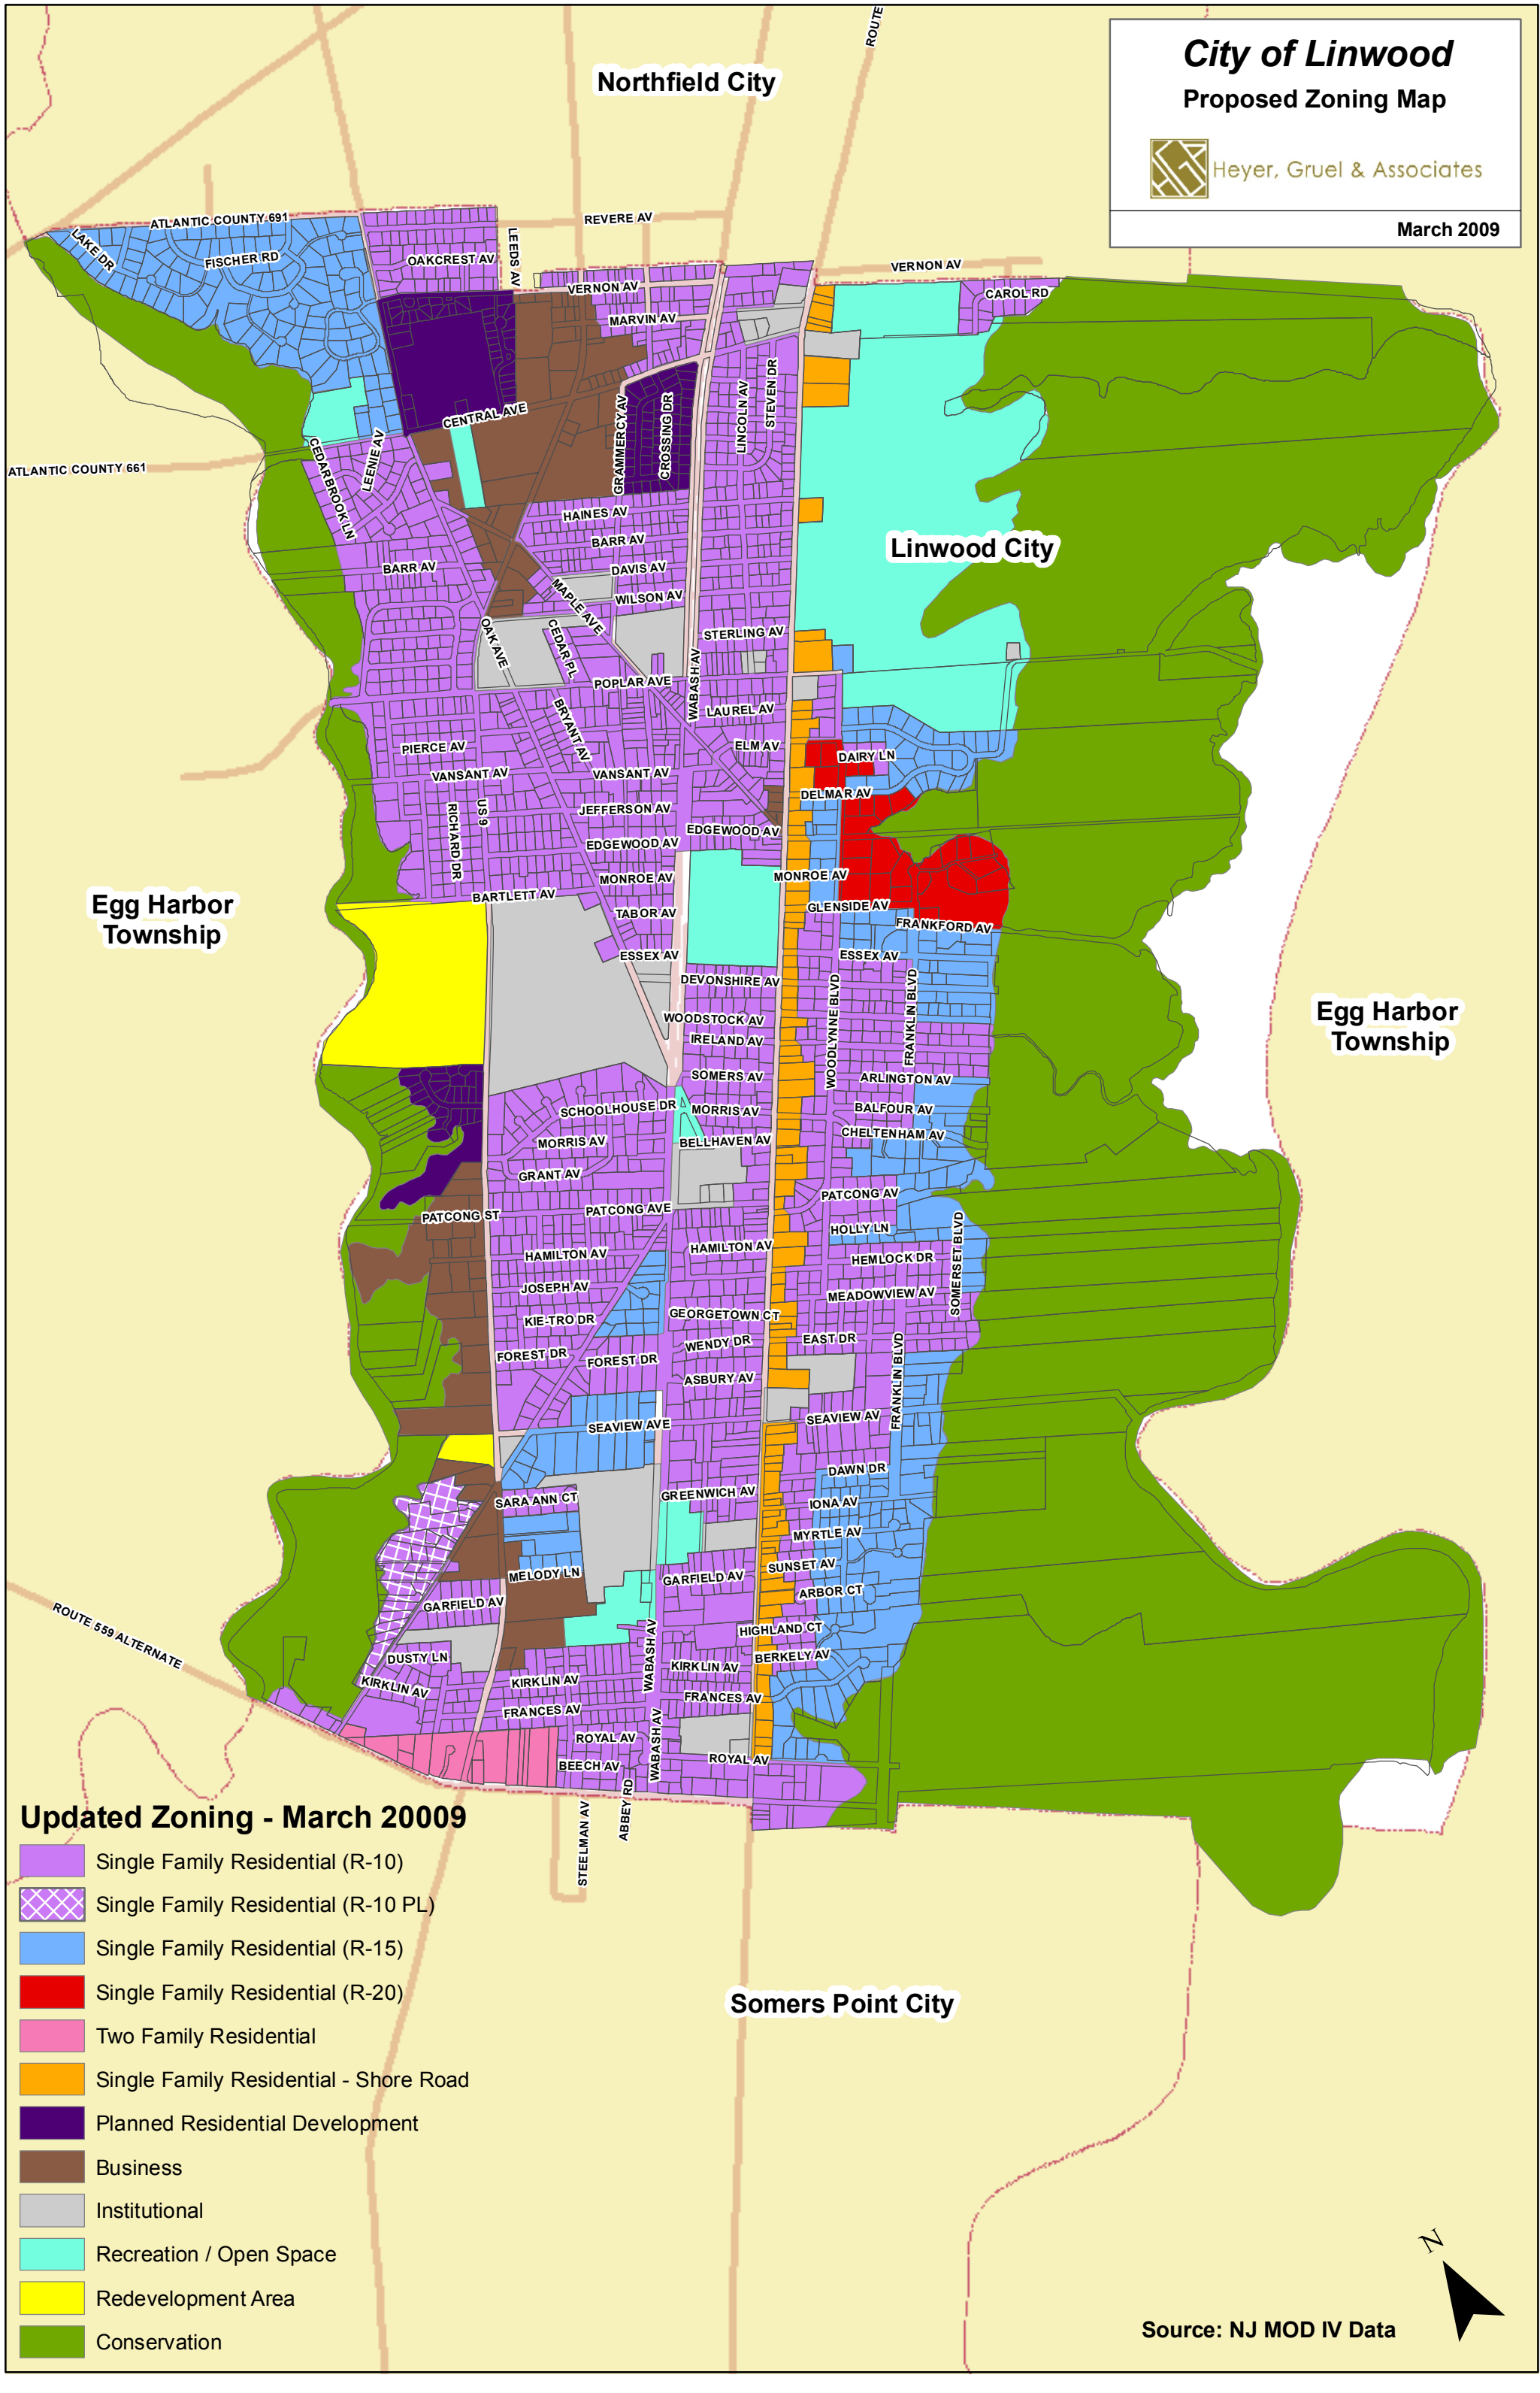 City of Linwood
Proposed Zoning Map
Heyer, Gruel & Associates
March 2009
Northfield City
ROUTE
REVERE AV
VERNON AV
ATLANTIC COUNTY 691
LAKE DR
FISCHER RD
OAKCREST AV
LEEDS AV
VERNON AV
CAROL RD
MARVIN AV
CENTRAL AVE
GRAMMERCY AV
CROSSING DR
LINCOLN AV
STEVEN DR
ATLANTIC COUNTY 661
CEDARBROOK LN
LEENIE AV
HAINES AV
BARR AV
Linwood City
BARR AV
DAVIS AV
MAPLE AVE
WILSON AV
OAK AVE
CEDAR PL
STERLING AV
POPLAR AVE
WABASH AV
LAUREL AV
BRYANT AV
PIERCE AV
ELM AV
DAIRY LN
VANSANT AV
VANSANT AV
DELMAR AV
RICHARD DR
US 9
JEFFERSON AV
EDGEWOOD AV
EDGEWOOD AV
MONROE AV
MONROE AV
BARTLETT AV
GLENSIDE AV
TABOR AV
FRANKFORD AV
Egg Harbor
Township
ESSEX AV
ESSEX AV
DEVONSHIRE AV
WOODLYNNE BLVD
FRANKLIN BLVD
WOODSTOCK AV
IRELAND AV
Egg Harbor
Township
SOMERS AV
ARLINGTON AV
SCHOOLHOUSE DR
MORRIS AV
BALFOUR AV
MORRIS AV
BELLHAVEN AV
CHELTENHAM AV
GRANT AV
PATCONG AV
PATCONG ST
PATCONG AVE
HOLLY LN
SOMERSET BLVD
HAMILTON AV
HAMILTON AV
HEMLOCK DR
JOSEPH AV
MEADOWVIEW AV
KIE-TRO DR
GEORGETOWN CT
FOREST DR
FOREST DR
WENDY DR
EAST DR
FRANKLIN BLVD
ASBURY AV
SEAVIEW AVE
SEAVIEW AV
DAWN DR
SARA ANN CT
GREENWICH AV
IONA AV
MYRTLE AV
MELODY LN
GARFIELD AV
SUNSET AV
ARBOR CT
GARFIELD AV
ROUTE 559 ALTERNATE
WABASH AV
HIGHLAND CT
DUSTY LN
BERKELY AV
KIRKLIN AV
KIRKLIN AV
KIRKLIN AV
FRANCES AV
FRANCES AV
ROYAL AV
WABASH AV
ROYAL AV
BEECH AV
STEELMAN AV
ABBEY RD
Updated Zoning - March 20009
Single Family Residential (R-10)
Single Family Residential (R-10 PL)
Single Family Residential (R-15)
Single Family Residential (R-20)
Two Family Residential
Single Family Residential - Shore Road
Planned Residential Development
Business
Institutional
Recreation / Open Space
Redevelopment Area
Conservation
Somers Point City
N
Source: NJ MOD IV Data